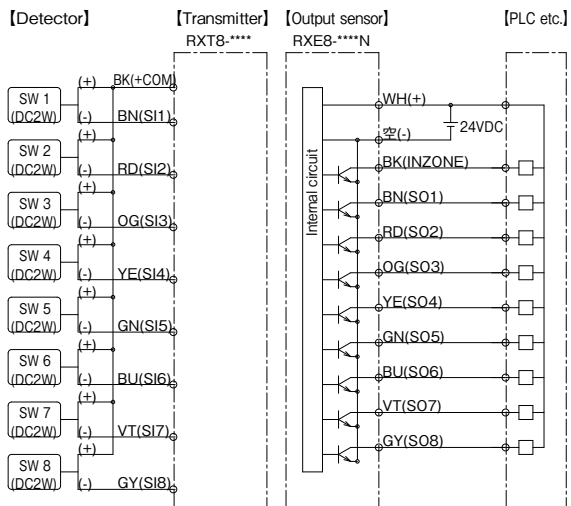 【Detector】 【Transmitter】 【Output sensor】 【PLC etc.】
RXT8-**** RXE8-****N
(+) BK(+COM)
SW 1
(DC2W) (-) BN(SI1)
(+)
SW 2
(DC2W) (-) RD(SI2)
(+)
SW 3
(DC2W) (-) OG(SI3)
(+)
SW 4
(DC2W) (-) YE(SI4)
(+)
SW 5
(DC2W) (-) GN(SI5)
(+)
SW 6
(DC2W) (-) BU(SI6)
(+)
SW 7
(DC2W) (-) VT(SI7)
(+)
SW 8
(DC2W) (-) GY(SI8)
Internal circuit
WH(+)
24VDC
空(-)
BK(INZONE)
BN(SO1)
RD(SO2)
OG(SO3)
YE(SO4)
GN(SO5)
BU(SO6)
VT(SO7)
GY(SO8)